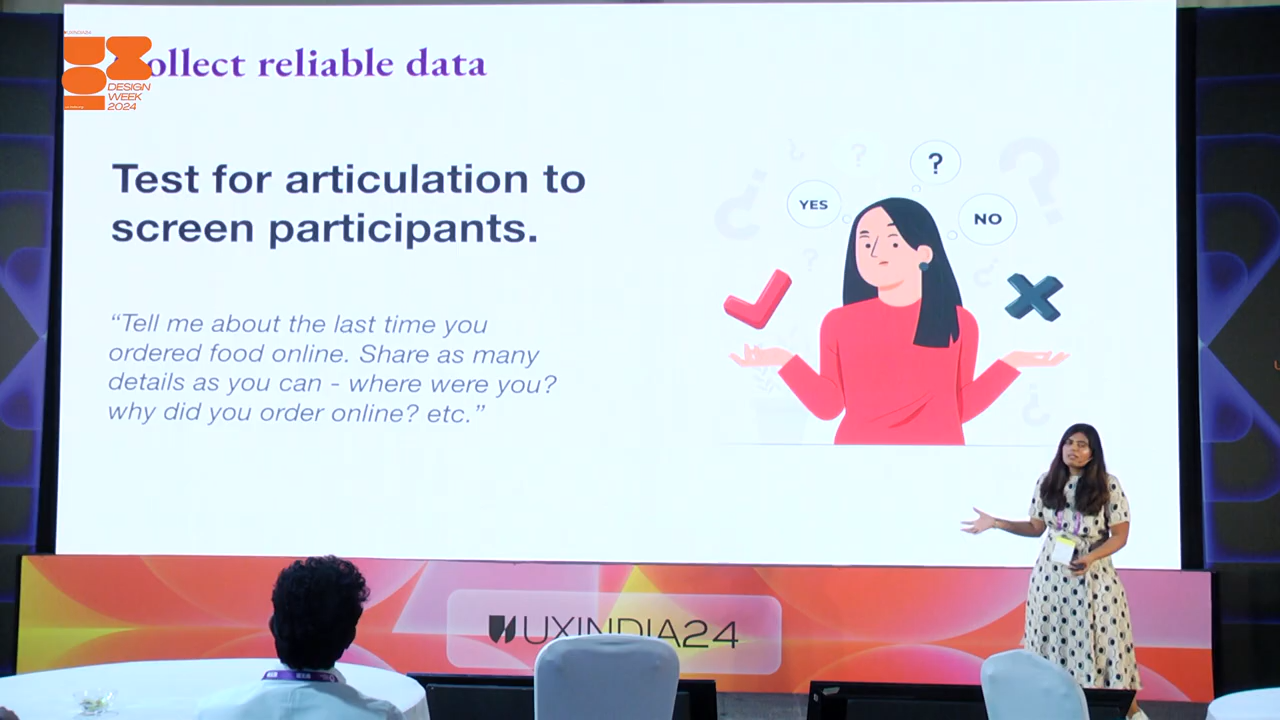 UXINDIA24
DESIGN
WEEK
2024
ollect reliable data
Test for articulation to
screen participants.
“Tell me about the last time you
ordered food online. Share as many
details as you can - where were you?
why did you order online? etc.”
?
YES
NO
UXINDIA24